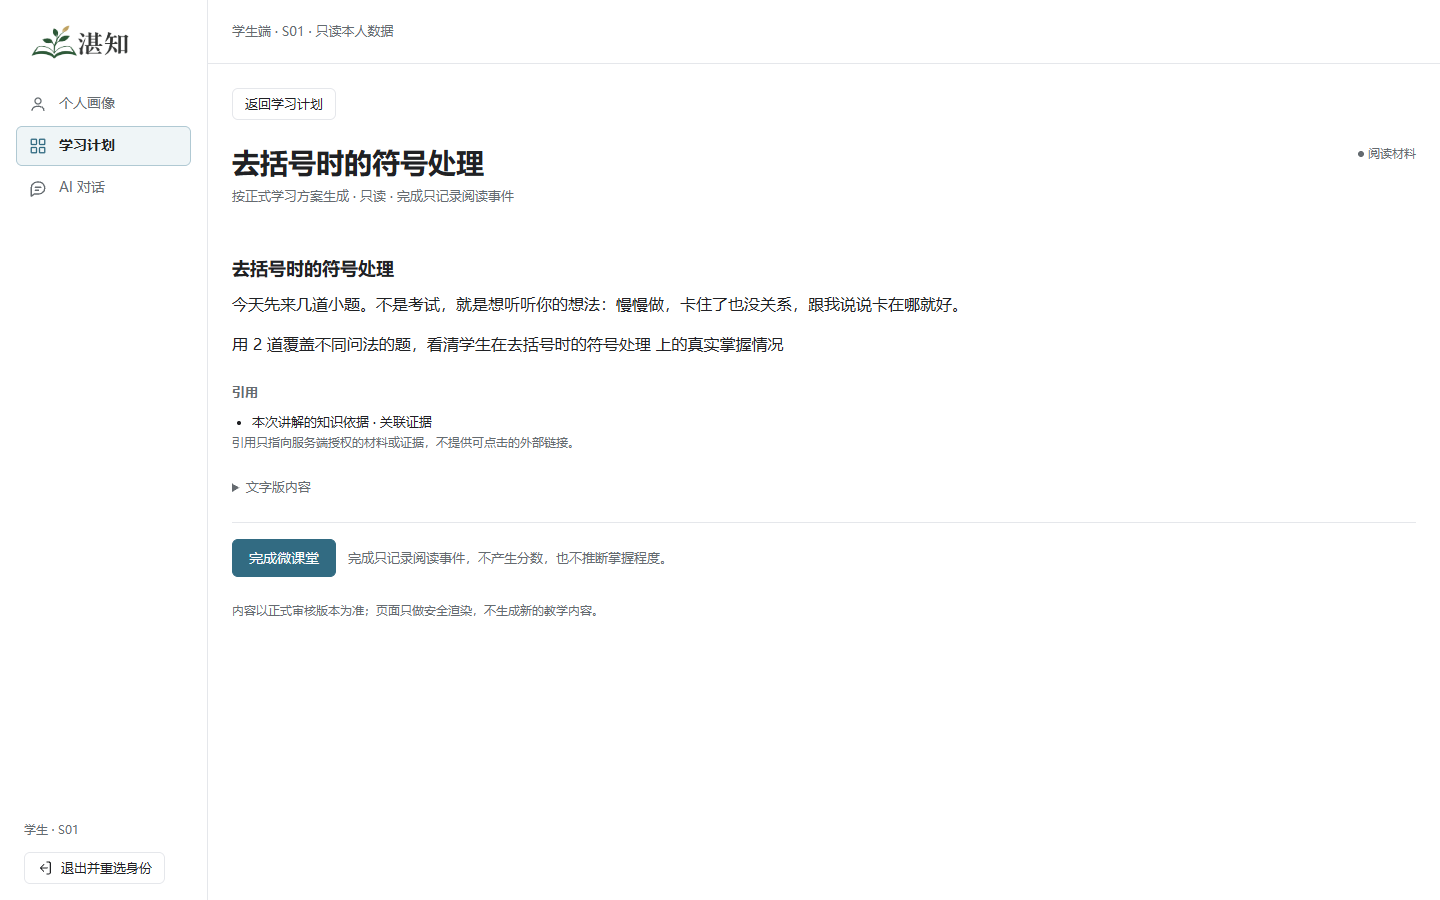 湛知
个人画像
学习计划
AI 对话
学生 · S01
退出并重选身份
学生端 · S01 · 只读本人数据
返回学习计划
去括号时的符号处理
阅读材料
按正式学习方案生成 · 只读 · 完成只记录阅读事件
去括号时的符号处理
今天先来几道小题。不是考试，就是想听听你的想法：慢慢做，卡住了也没关系，跟我说说卡在哪就好。
用 2 道覆盖不同问法的题，看清学生在去括号时的符号处理 上的真实掌握情况
引用
本次讲解的知识依据 · 关联证据
引用只指向服务端授权的材料或证据，不提供可点击的外部链接。
文字版内容
完成微课堂
完成只记录阅读事件，不产生分数，也不推断掌握程度。
内容以正式审核版本为准；页面只做安全渲染，不生成新的教学内容。